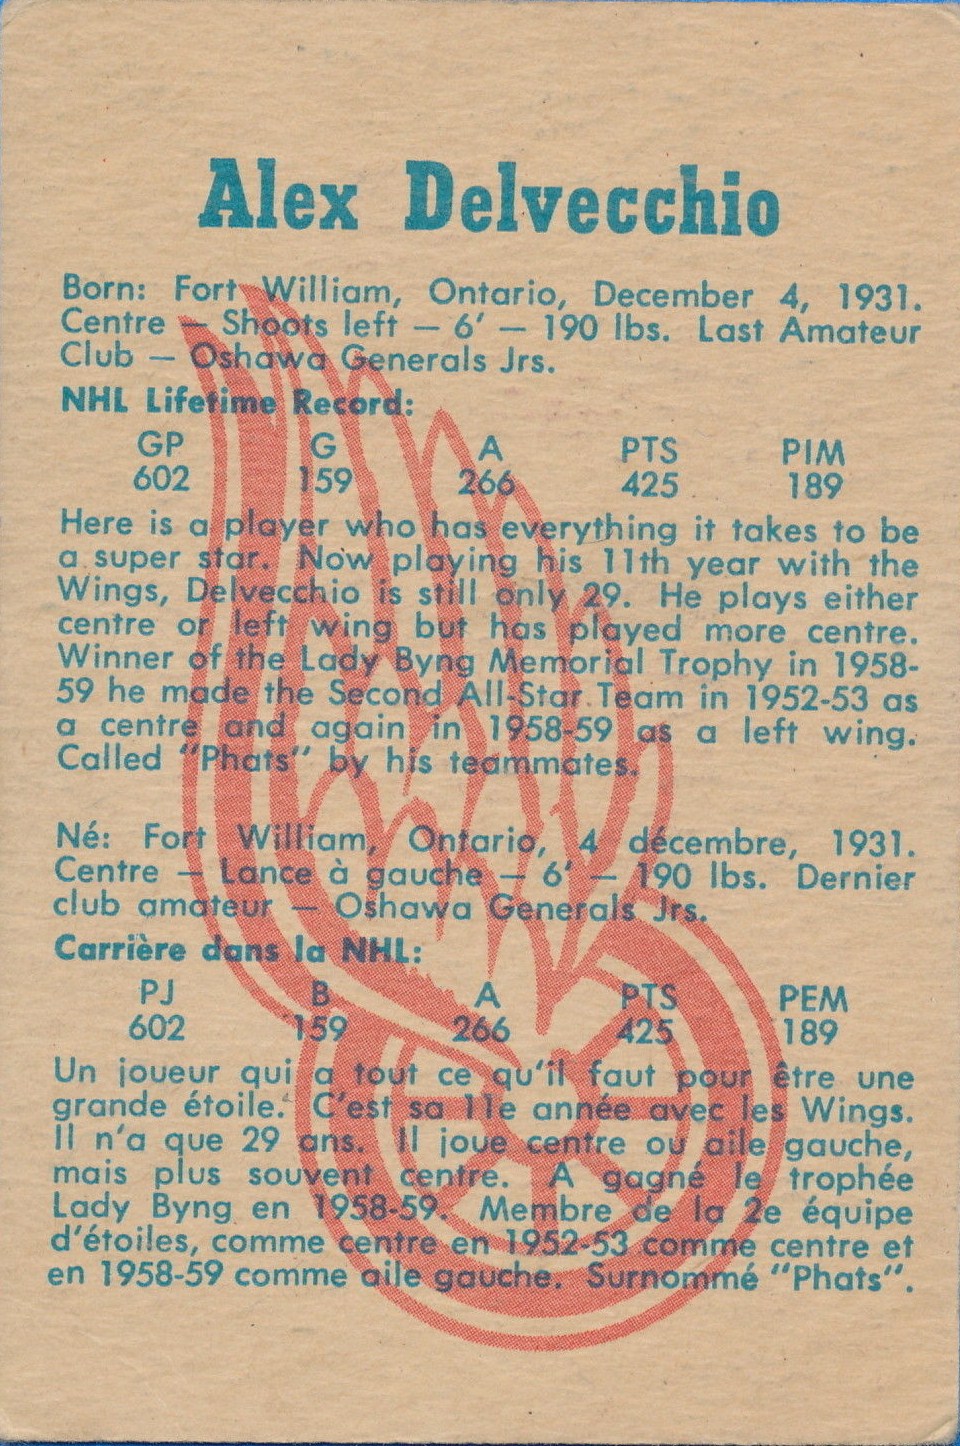 Alex Delvecchio
Born: Fort William, Ontario, December 4, 1931.
Centre — Shoots left — 6′ — 190 lbs. Last Amateur
Club — Oshawa Generals Jrs.
NHL Lifetime Record:
GP G A PTS PIM
602 159 266 425 189
Here is a player who has everything it takes to be
a super star. Now playing his 11th year with the
Wings, Delvecchio is still only 29. He plays either
centre or left wing but has played more centre.
Winner of the Lady Byng Memorial Trophy in 1958-
59 he made the Second All-Star Team in 1952-53 as
a centre and again in 1958-59 as a left wing.
Called "Phats" by his teammates.
Né: Fort William, Ontario, 4 décembre, 1931.
Centre — Lance à gauche — 6′ — 190 lbs. Dernier
club amateur — Oshawa Generals Jrs.
Carrière dans la NHL:
PJ B A PTS PEM
602 159 266 425 189
Un joueur qui a tout ce qu'il faut pour être une
grande étoile. C'est sa 11e année avec les Wings.
Il n'a que 29 ans. Il joue centre ou aile gauche,
mais plus souvent centre. A gagné le trophée
Lady Byng en 1958-59. Membre de la 2e équipe
d'étoiles, comme centre en 1952-53 comme centre et
en 1958-59 comme aile gauche. Surnommé "Phats".